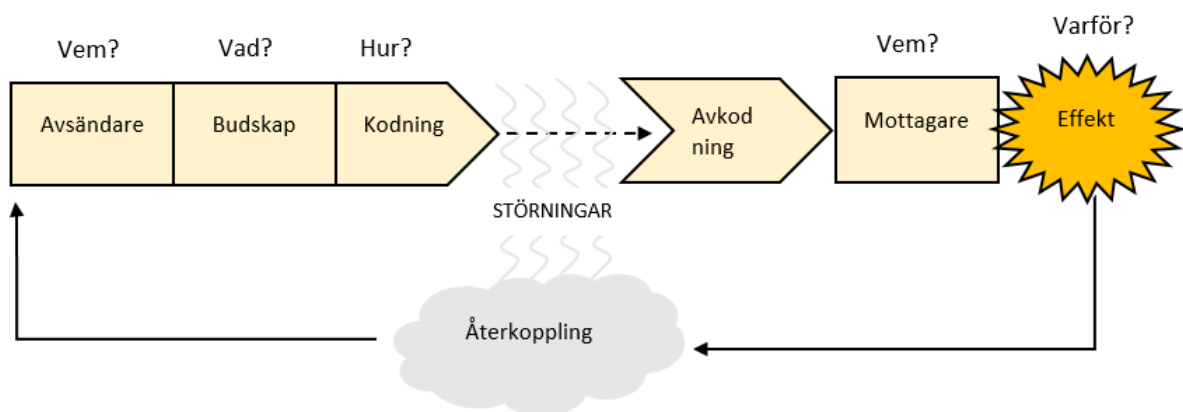 Vem?
Vad?
Hur?
Vem?
Varför?
Avsändare
Budskap
Kodning
Avkod
ning
Mottagare
Effekt
STÖRNINGAR
Återkoppling